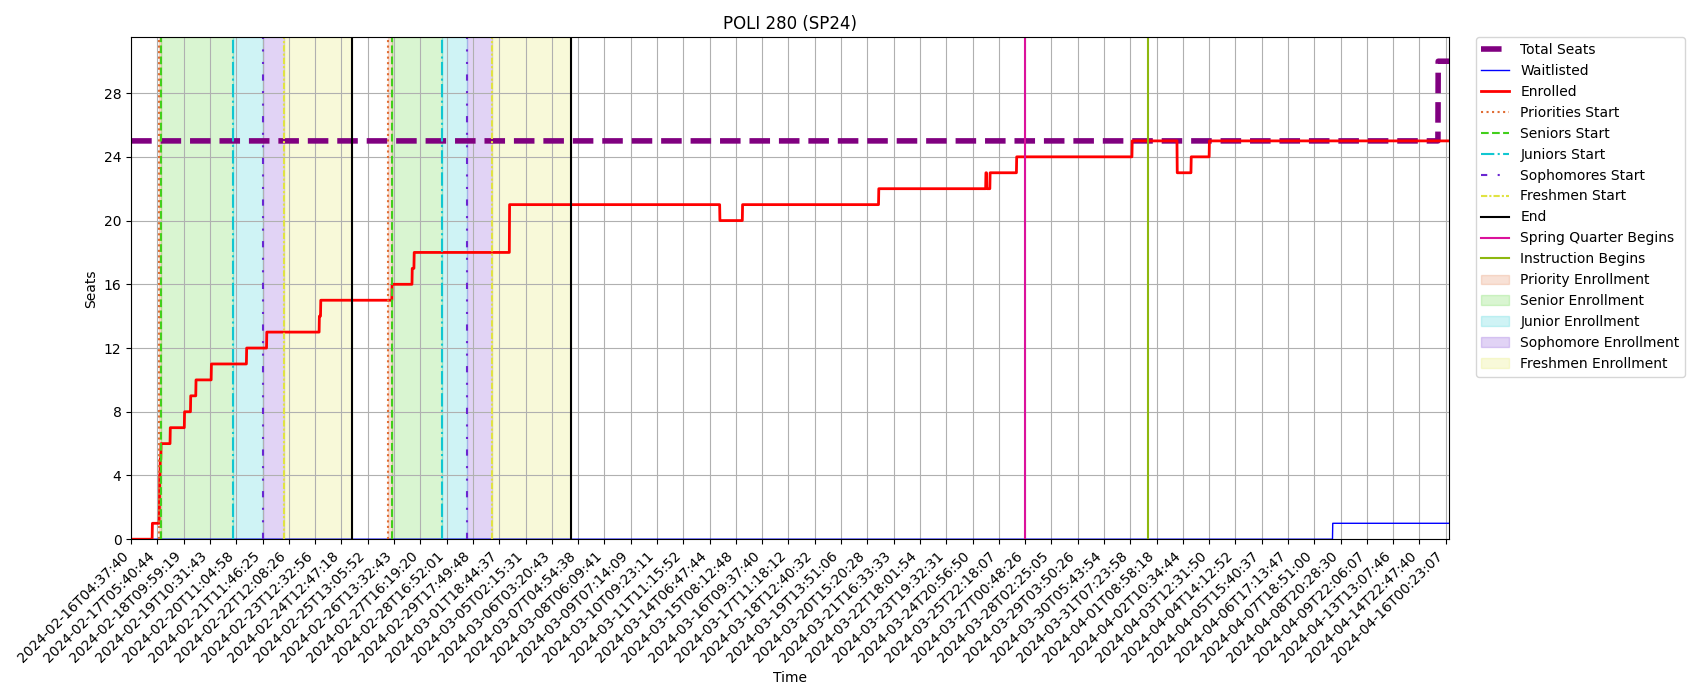 POLI 280 (SP24)
Seats
28
24
20
16
12
8
4
0
2024-02-16T04:37:40
2024-02-17T05:40:44
2024-02-18T09:59:19
2024-02-19T10:31:43
2024-02-20T11:04:58
2024-02-21T11:46:25
2024-02-22T12:08:26
2024-02-23T12:32:56
2024-02-24T12:47:18
2024-02-25T13:05:52
2024-02-26T13:32:43
2024-02-27T16:19:20
2024-02-28T16:52:01
2024-02-29T17:49:48
2024-03-01T18:44:37
2024-03-05T02:15:31
2024-03-06T03:20:43
2024-03-07T04:54:38
2024-03-08T06:09:41
2024-03-09T07:14:09
2024-03-10T09:23:11
2024-03-11T11:15:52
2024-03-14T06:47:44
2024-03-15T08:12:48
2024-03-16T09:37:40
2024-03-17T11:18:12
2024-03-18T12:40:32
2024-03-19T13:51:06
2024-03-20T15:20:28
2024-03-21T16:33:33
2024-03-22T18:01:54
2024-03-23T19:32:31
2024-03-24T20:56:50
2024-03-25T22:18:07
2024-03-27T00:48:26
2024-03-28T02:25:05
2024-03-29T03:50:26
2024-03-30T05:43:54
2024-03-31T07:23:58
2024-04-01T08:58:18
2024-04-02T10:34:44
2024-04-03T12:31:50
2024-04-04T14:12:52
2024-04-05T15:40:37
2024-04-06T17:13:47
2024-04-07T18:51:00
2024-04-08T20:28:30
2024-04-09T22:06:07
2024-04-13T13:07:46
2024-04-14T22:47:40
2024-04-16T00:23:07
Time
Total Seats
Waitlisted
Enrolled
Priorities Start
Seniors Start
Juniors Start
Sophomores Start
Freshmen Start
End
Spring Quarter Begins
Instruction Begins
Priority Enrollment
Senior Enrollment
Junior Enrollment
Sophomore Enrollment
Freshmen Enrollment